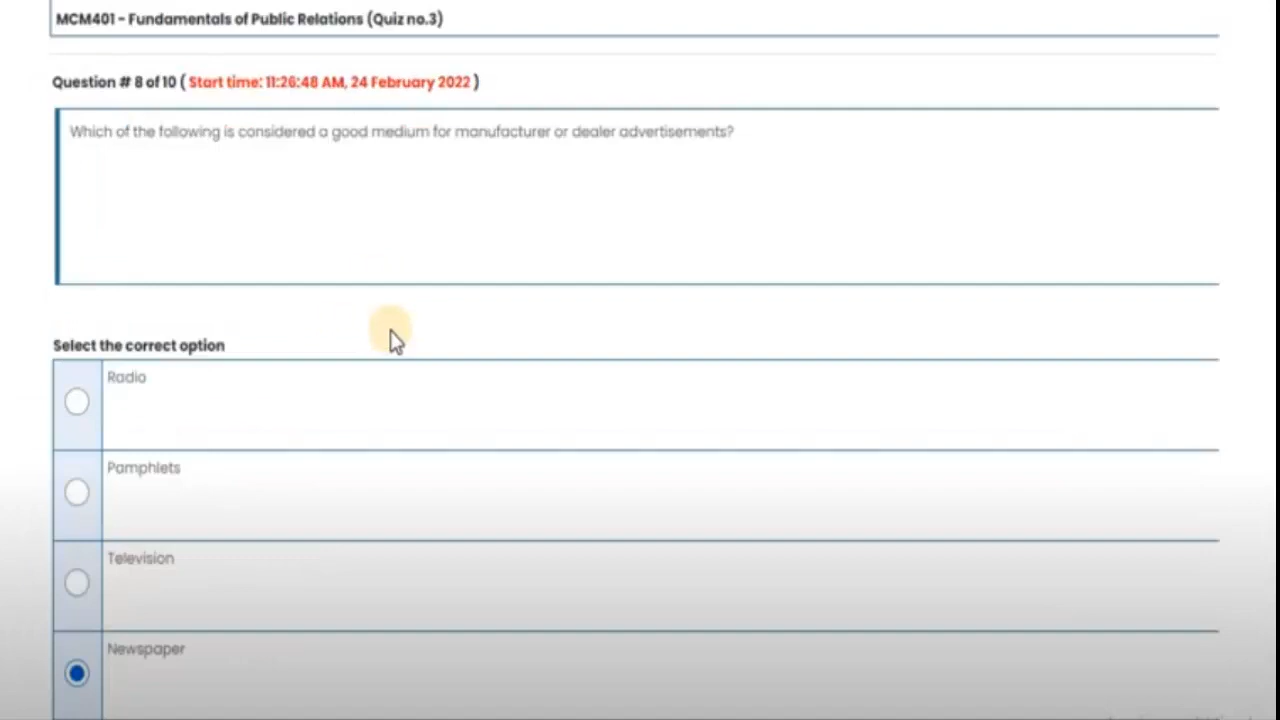 MCM401 - Fundamentals of Public Relations (Quiz no.3)
Question # 8 of 10 ( Start time: 11:26:48 AM, 24 February 2022 )
Which of the following is considered a good medium for manufacturer or dealer advertisements?
Select the correct option
Radio
Pamphlets
Television
Newspaper